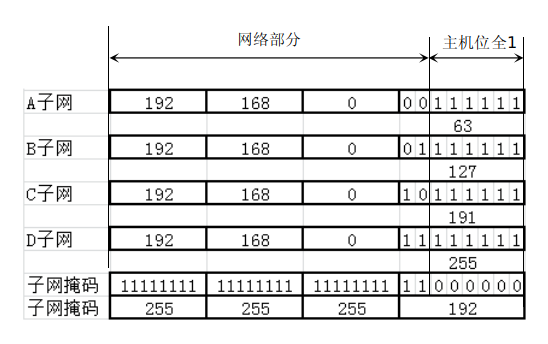 网络部分 主机位全1
A子网 192 168 0 0 0 1 1 1 1 1 1
63
B子网 192 168 0 0 1 1 1 1 1 1 1
127
C子网 192 168 0 1 0 1 1 1 1 1 1
191
D子网 192 168 0 1 1 1 1 1 1 1 1
255
子网掩码 11111111 11111111 11111111 1 1 0 0 0 0 0 0
子网掩码 255 255 255 192